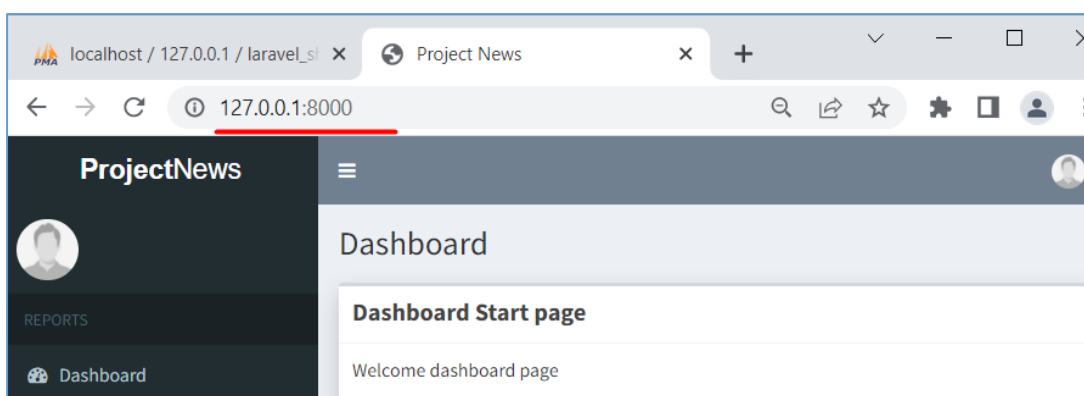 PMA localhost / 127.0.0.1 / laravel_s
Project News
127.0.0.1:8000
ProjectNews
Dashboard
REPORTS
Dashboard Start page
Dashboard
Welcome dashboard page